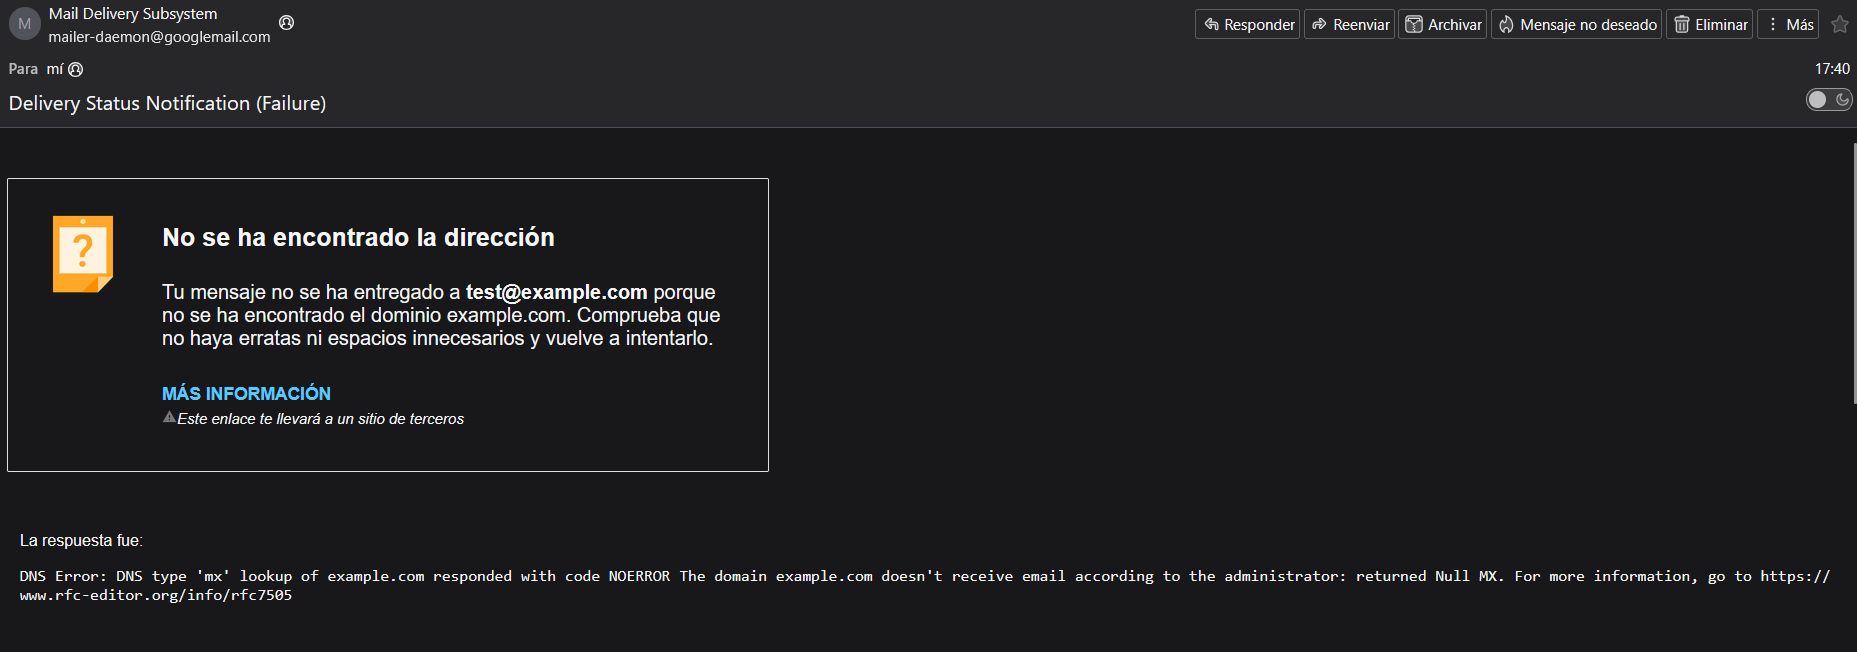 M
Mail Delivery Subsystem
mailer-daemon@googlemail.com
Responder
Reenviar
Archivar
Mensaje no deseado
Eliminar
Más
Para mí
17:40
Delivery Status Notification (Failure)
?
No se ha encontrado la dirección
Tu mensaje no se ha entregado a test@example.com porque
no se ha encontrado el dominio example.com. Comprueba que
no haya erratas ni espacios innecesarios y vuelve a intentarlo.
MÁS INFORMACIÓN
Este enlace te llevará a un sitio de terceros
La respuesta fue:
DNS Error: DNS type 'mx' lookup of example.com responded with code NOERROR The domain example.com doesn't receive email according to the administrator: returned Null MX. For more information, go to https://
www.rfc-editor.org/info/rfc7505